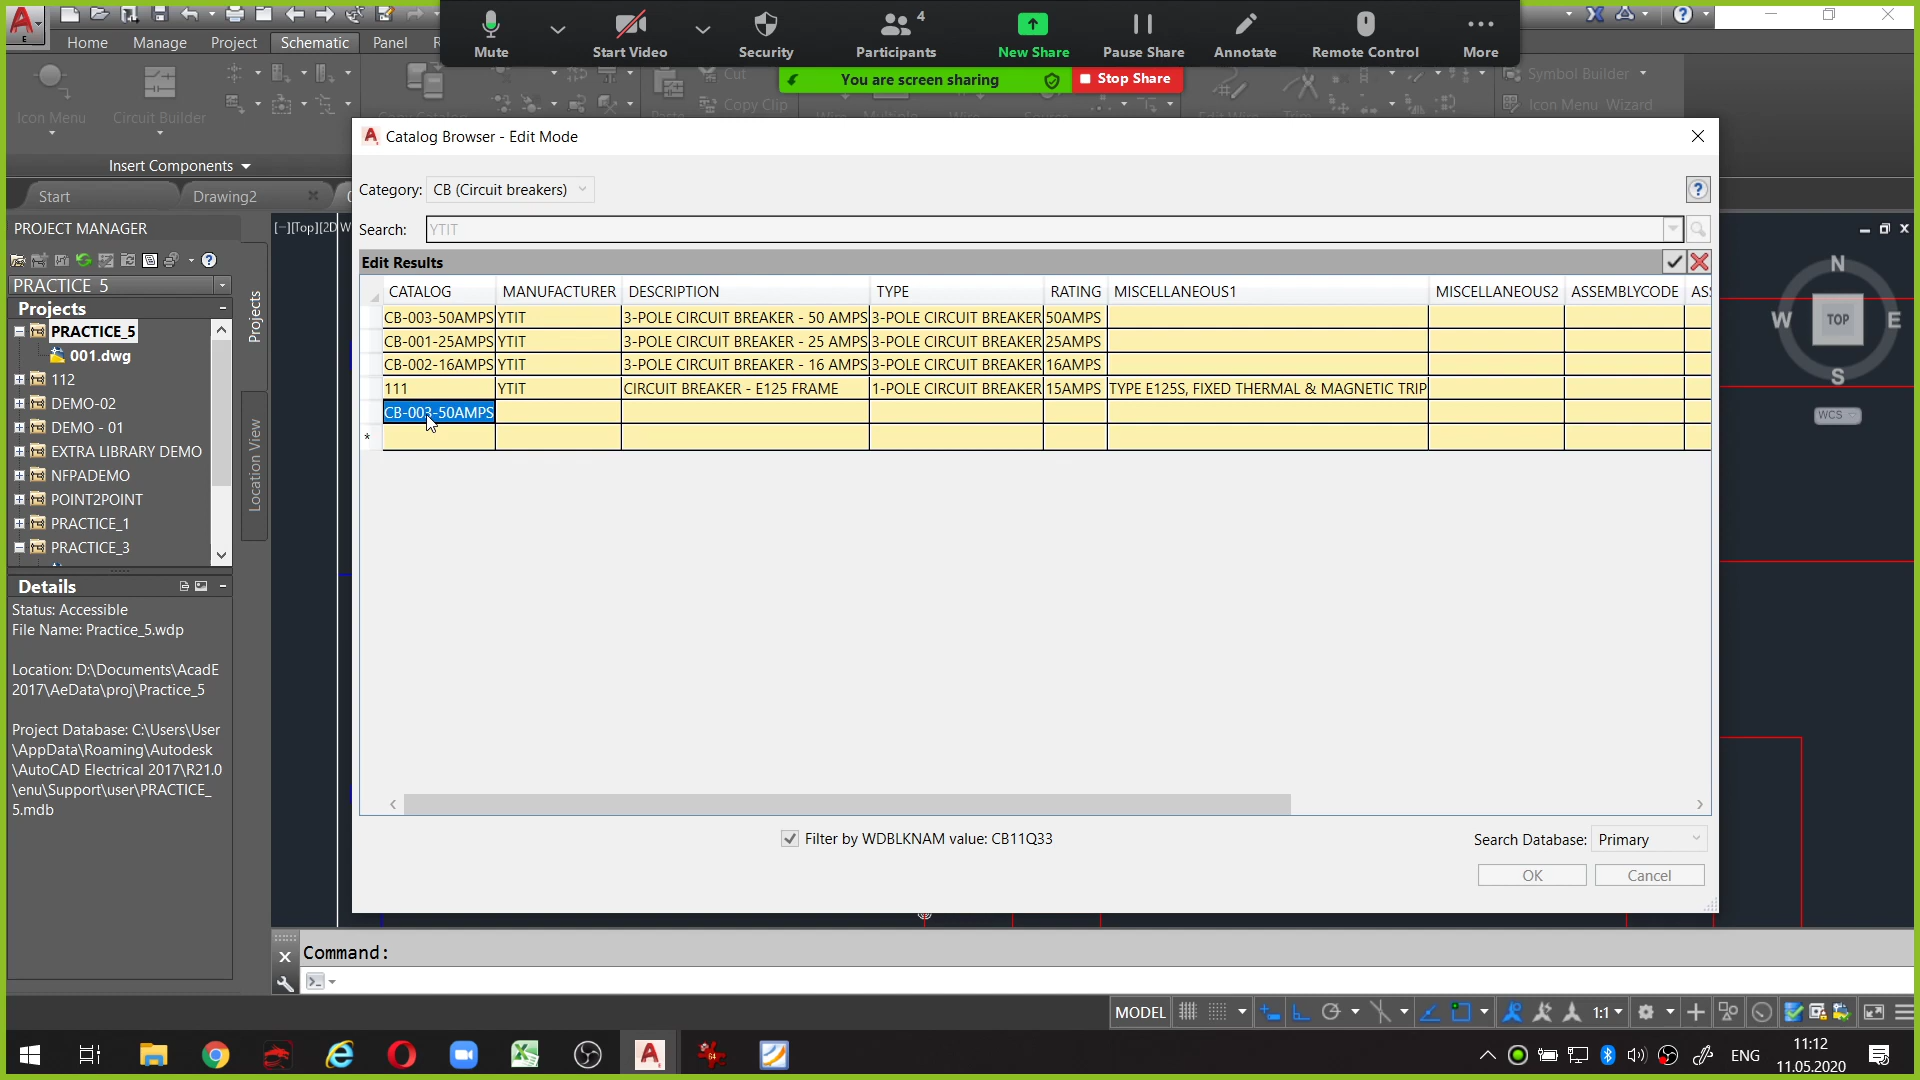 Mute
Start Video
Security
Participants
4
New Share
Pause Share
Annotate
Remote Control
More
You are screen sharing
Stop Share
Home
Manage
Project
Schematic
Panel
Icon Menu
Circuit Builder
Cut
Copy Clip
Symbol Builder
Icon Menu Wizard
Insert Components
Start
Drawing2
PROJECT MANAGER
PRACTICE_5
Projects
PRACTICE_5
001.dwg
112
DEMO-02
DEMO - 01
EXTRA LIBRARY DEMO
NFPADEMO
POINT2POINT
PRACTICE_1
PRACTICE_3
Projects
Location View
Details
Status: Accessible
File Name: Practice_5.wdp
Location: D:\Documents\AcadE
2017\AeData\proj\Practice_5
Project Database: C:\Users\User
\AppData\Roaming\Autodesk
\AutoCAD Electrical 2017\R21.0
\enu\Support\user\PRACTICE_
5.mdb
[−][Top][2D W
Catalog Browser - Edit Mode
Category: CB (Circuit breakers)
Search: YTIT
Edit Results
CATALOG MANUFACTURER DESCRIPTION TYPE RATING MISCELLANEOUS1 MISCELLANEOUS2 ASSEMBLYCODE AS
CB-003-50AMPS YTIT 3-POLE CIRCUIT BREAKER - 50 AMPS 3-POLE CIRCUIT BREAKER 50AMPS
CB-001-25AMPS YTIT 3-POLE CIRCUIT BREAKER - 25 AMPS 3-POLE CIRCUIT BREAKER 25AMPS
CB-002-16AMPS YTIT 3-POLE CIRCUIT BREAKER - 16 AMPS 3-POLE CIRCUIT BREAKER 16AMPS
111 YTIT CIRCUIT BREAKER - E125 FRAME 1-POLE CIRCUIT BREAKER 15AMPS TYPE E125S, FIXED THERMAL & MAGNETIC TRIP
CB-003-50AMPS
*
Filter by WDBLKNAM value: CB11Q33
Search Database: Primary
OK
Cancel
N
W
TOP
E
S
WCS
Command:
MODEL
1:1
ENG
11:12
11.05.2020